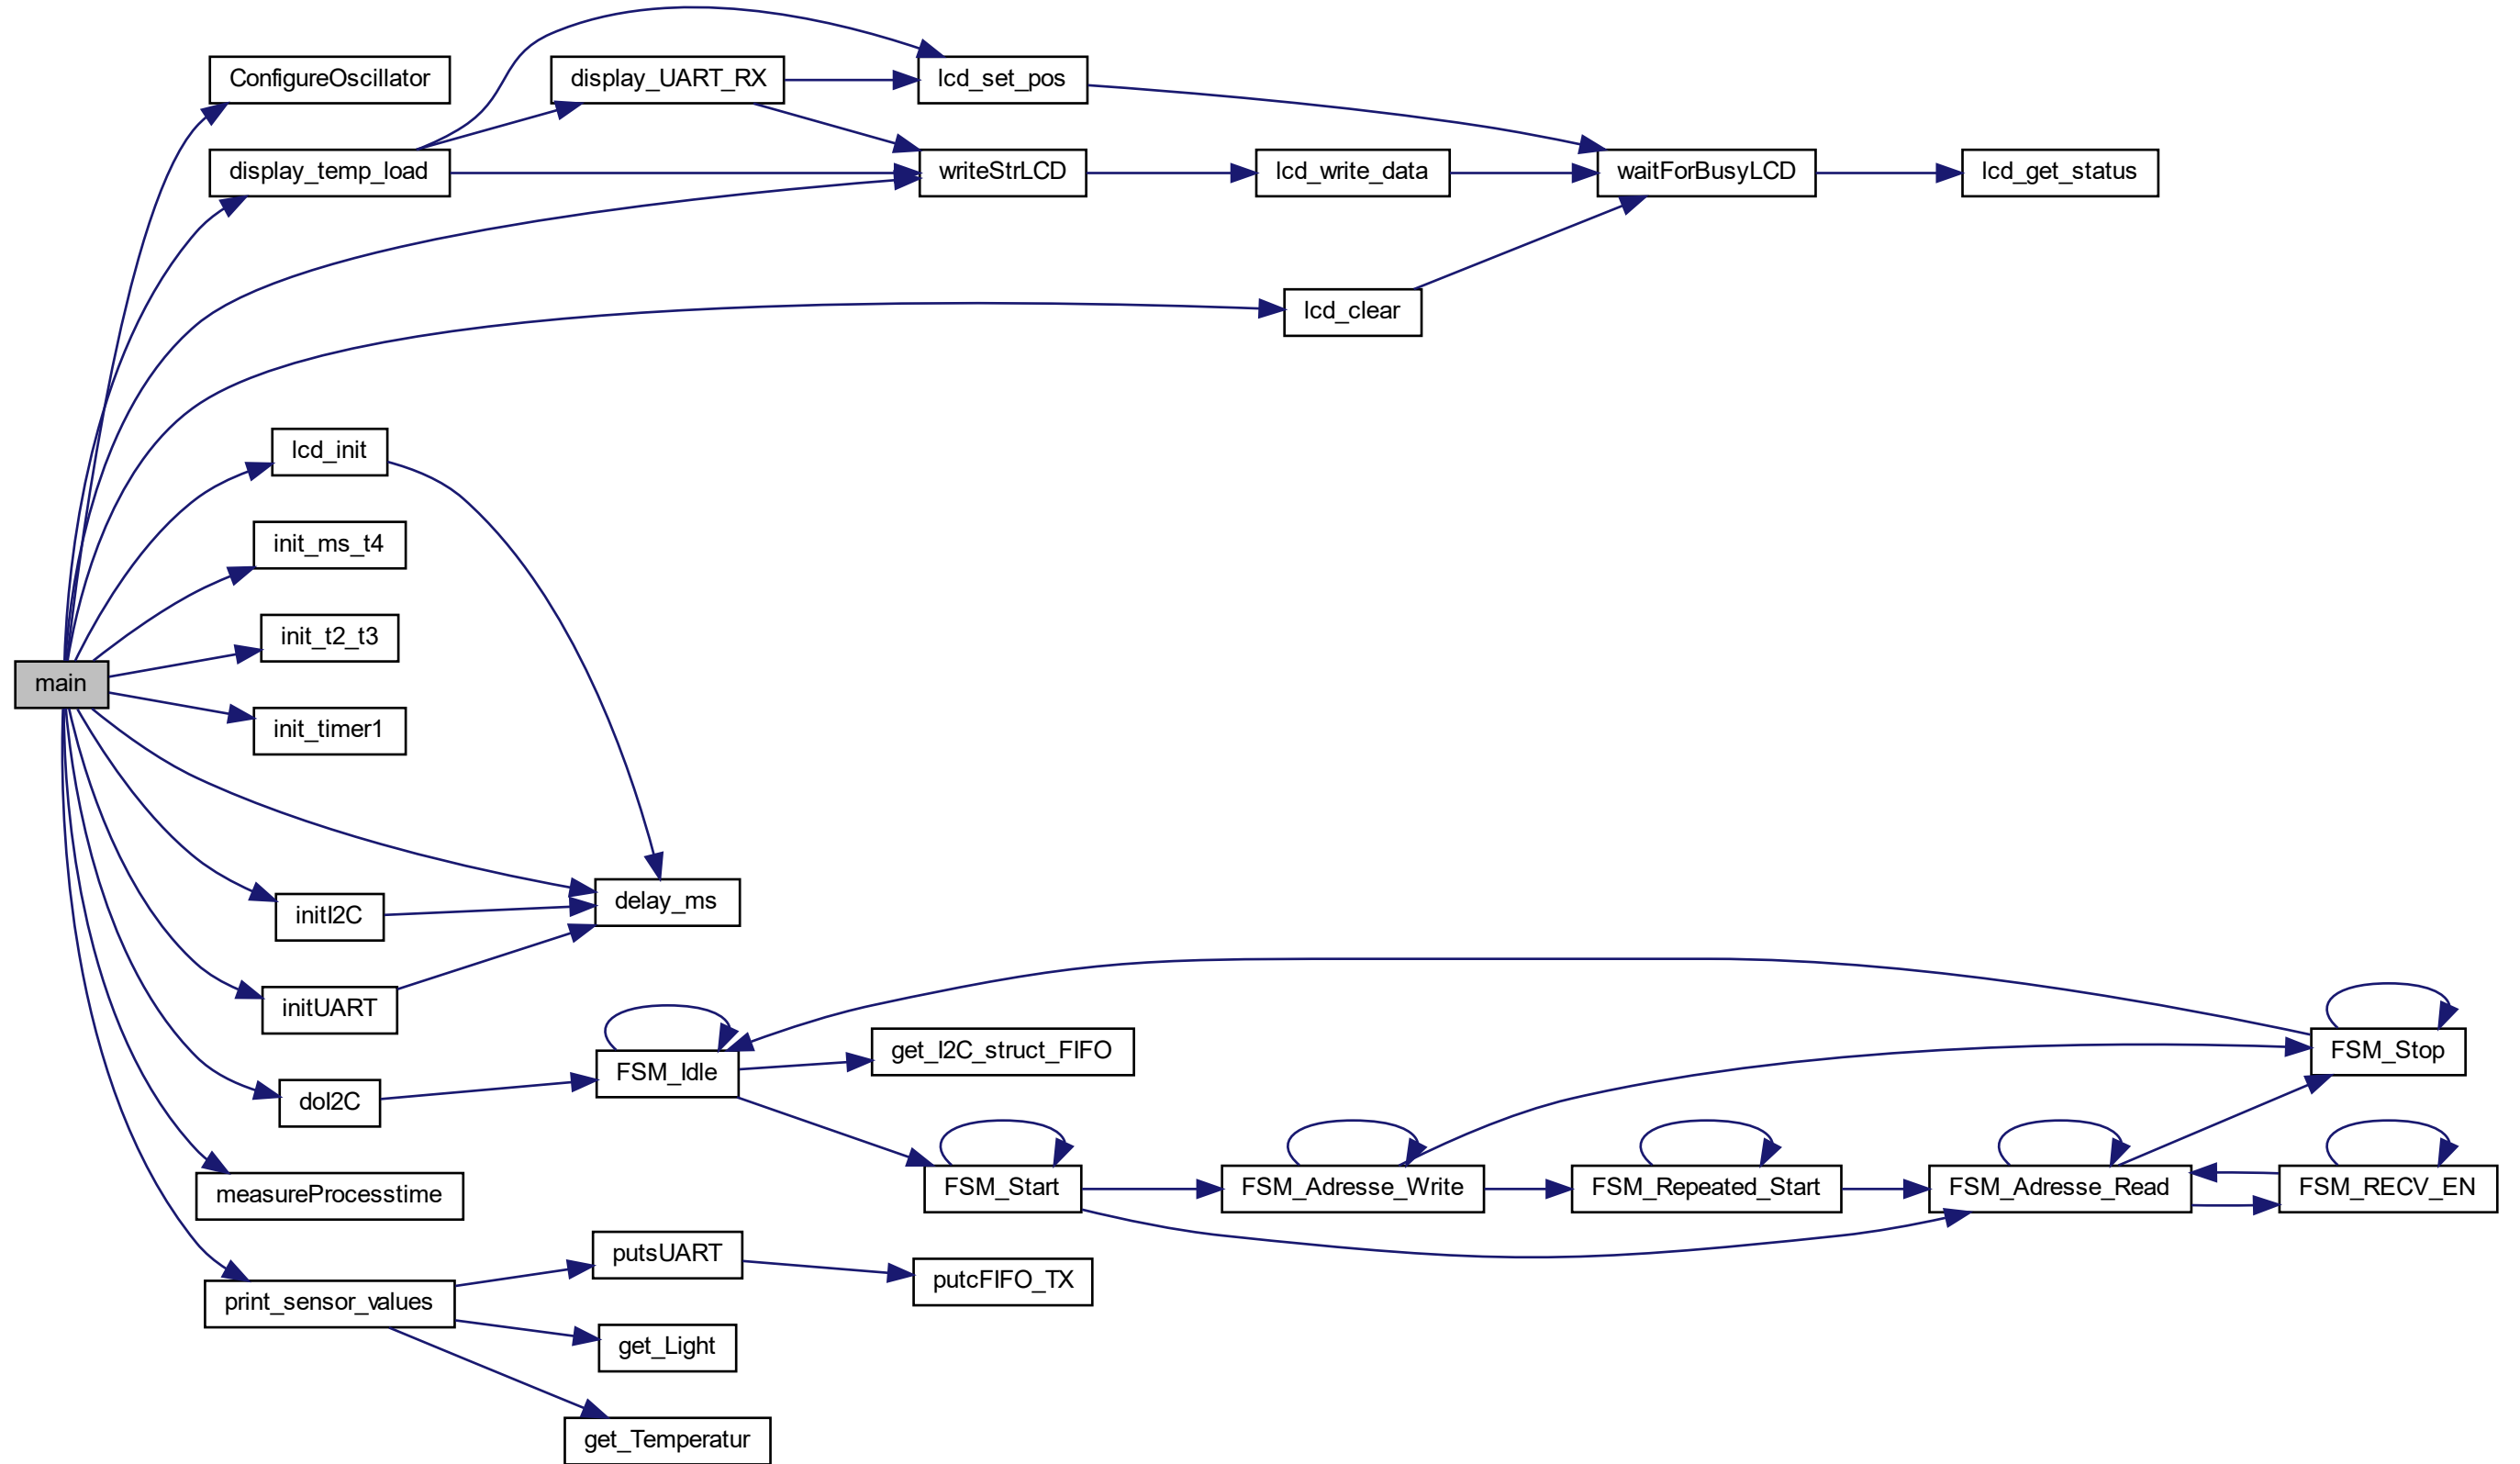 ConfigureOscillator
display_UART_RX
lcd_set_pos
display_temp_load
writeStrLCD
lcd_write_data
waitForBusyLCD
lcd_get_status
lcd_clear
lcd_init
init_ms_t4
init_t2_t3
main
init_timer1
delay_ms
initI2C
initUART
get_I2C_struct_FIFO
FSM_Stop
FSM_Idle
doI2C
FSM_Start
FSM_Adresse_Write
FSM_Repeated_Start
FSM_Adresse_Read
FSM_RECV_EN
measureProcesstime
putsUART
putcFIFO_TX
print_sensor_values
get_Light
get_Temperatur